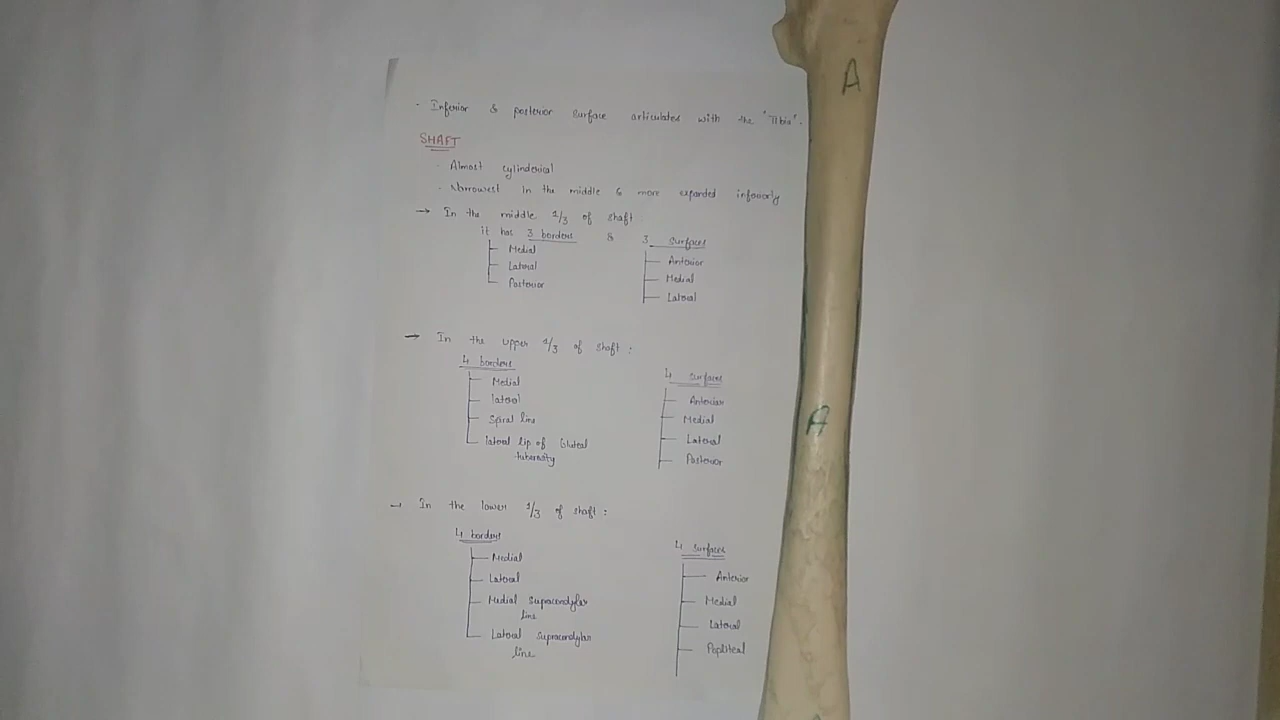 · Inferior & posterior surface articulates with the "Tibia".
SHAFT
· Almost cylinderical
· Narrowest in the middle & more expanded inferiorly
→ In the middle 1/3 of shaft :
it has 3 borders & 3 surfaces
Medial
Lateral
Posterior
Anterior
Medial
Lateral
→ In the upper 1/3 of shaft :
4 borders
Medial
lateral
Spiral line
lateral lip of Gluteal
tuberosity
4 surfaces
Anterior
Medial
Lateral
Posterior
→ In the lower 1/3 of shaft :
4 borders
Medial
Lateral
Medial Supracondylar
line
Lateral Supracondylar
line
4 surfaces
Anterior
Medial
Lateral
Popliteal
A
A